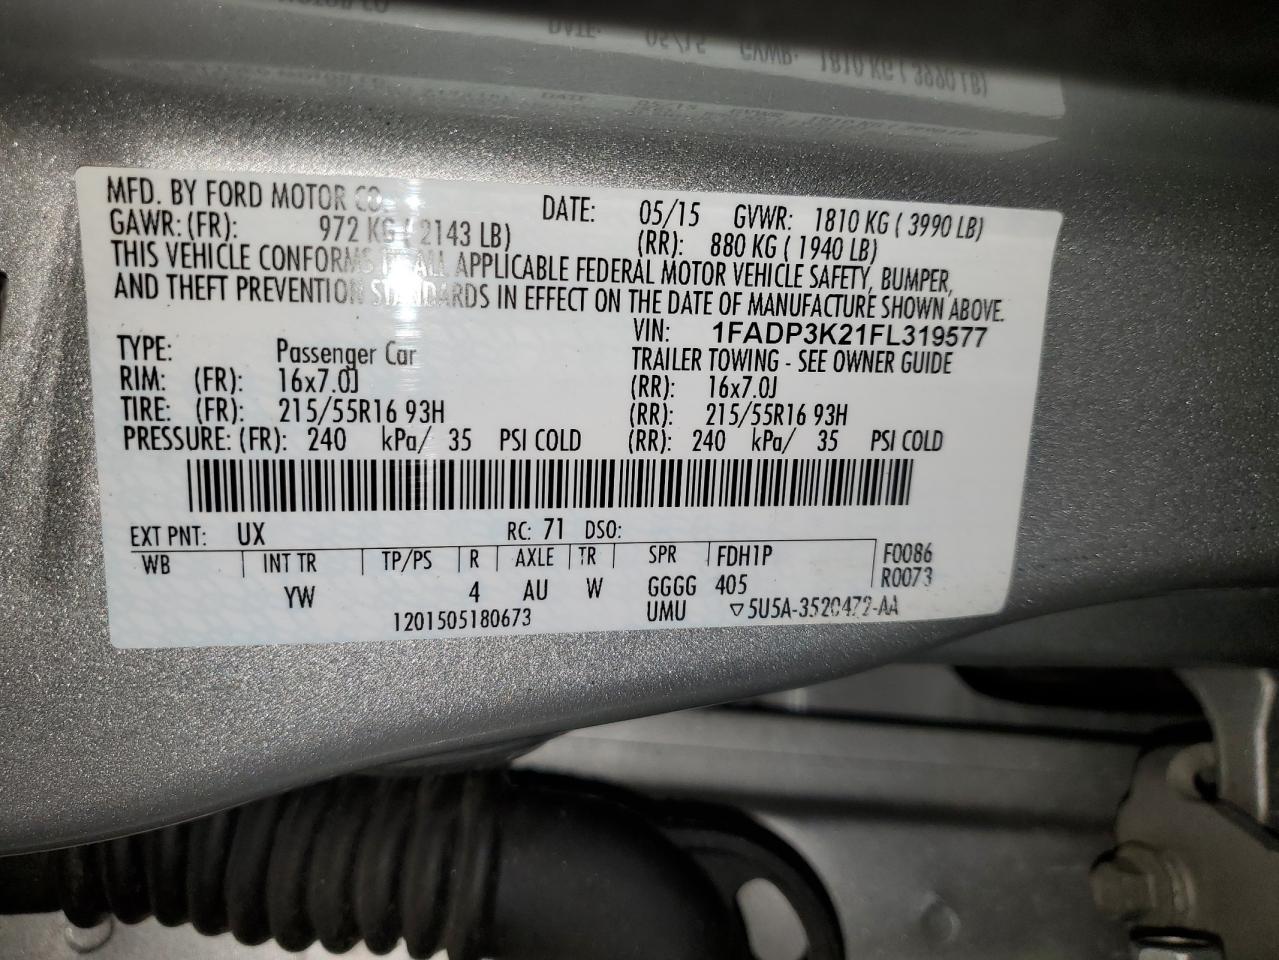 MFD. BY FORD MOTOR CO. DATE: 05/15 GVWR: 1810 KG ( 3990 LB)
GAWR: (FR): 972 KG ( 2143 LB) (RR): 880 KG ( 1940 LB)
THIS VEHICLE CONFORMS TO ALL APPLICABLE FEDERAL MOTOR VEHICLE SAFETY, BUMPER,
AND THEFT PREVENTION STANDARDS IN EFFECT ON THE DATE OF MANUFACTURE SHOWN ABOVE.
VIN: 1FADP3K21FL319577
TYPE: Passenger Car TRAILER TOWING - SEE OWNER GUIDE
RIM: (FR): 16x7.0J (RR): 16x7.0J
TIRE: (FR): 215/55R16 93H (RR): 215/55R16 93H
PRESSURE: (FR): 240 kPa/ 35 PSI COLD (RR): 240 kPa/ 35 PSI COLD
EXT PNT: UX RC: 71 DSO:
WB INT TR TP/PS R AXLE TR SPR FDH1P F0086
YW 4 AU W GGGG 405 R0073
1201505180673 UMU ▽5U5A-3520472-AA